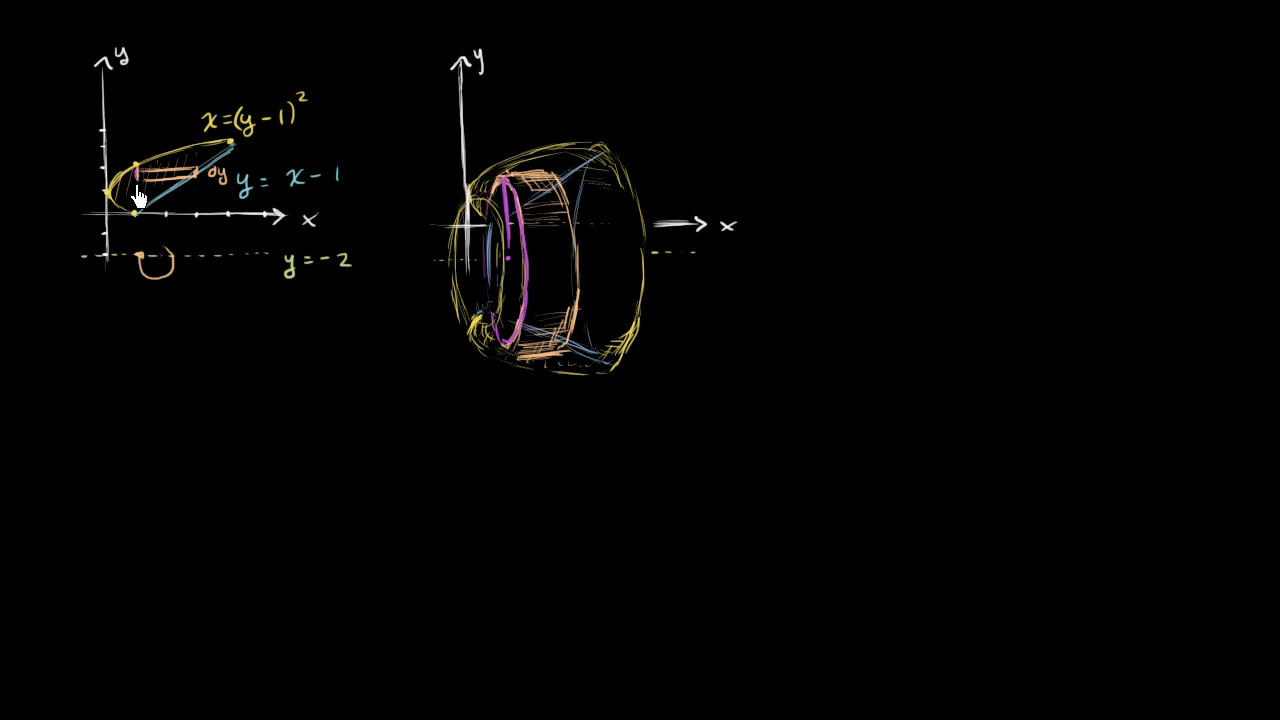 y
x=(y-1)²
dy
y = x-1
x
y=-2
y
x